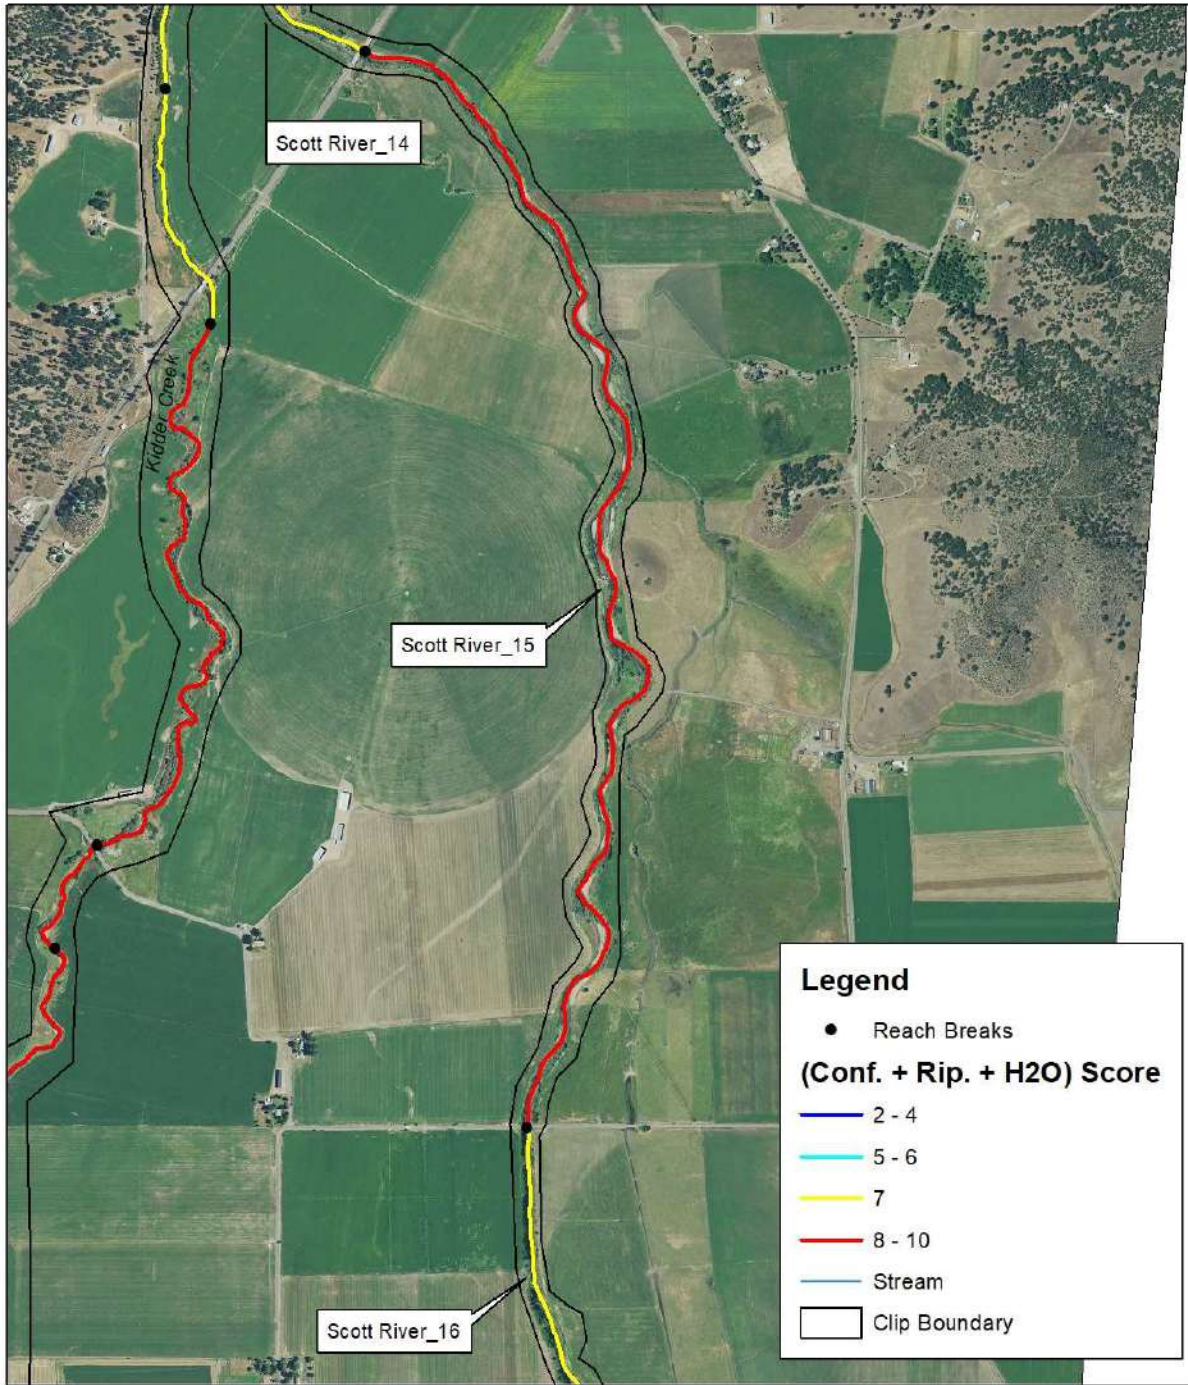 Scott River_14
Kidder Creek
Scott River_15
Scott River_16
Legend
Reach Breaks
(Conf. + Rip. + H2O) Score
2 - 4
5 - 6
7
8 - 10
Stream
Clip Boundary